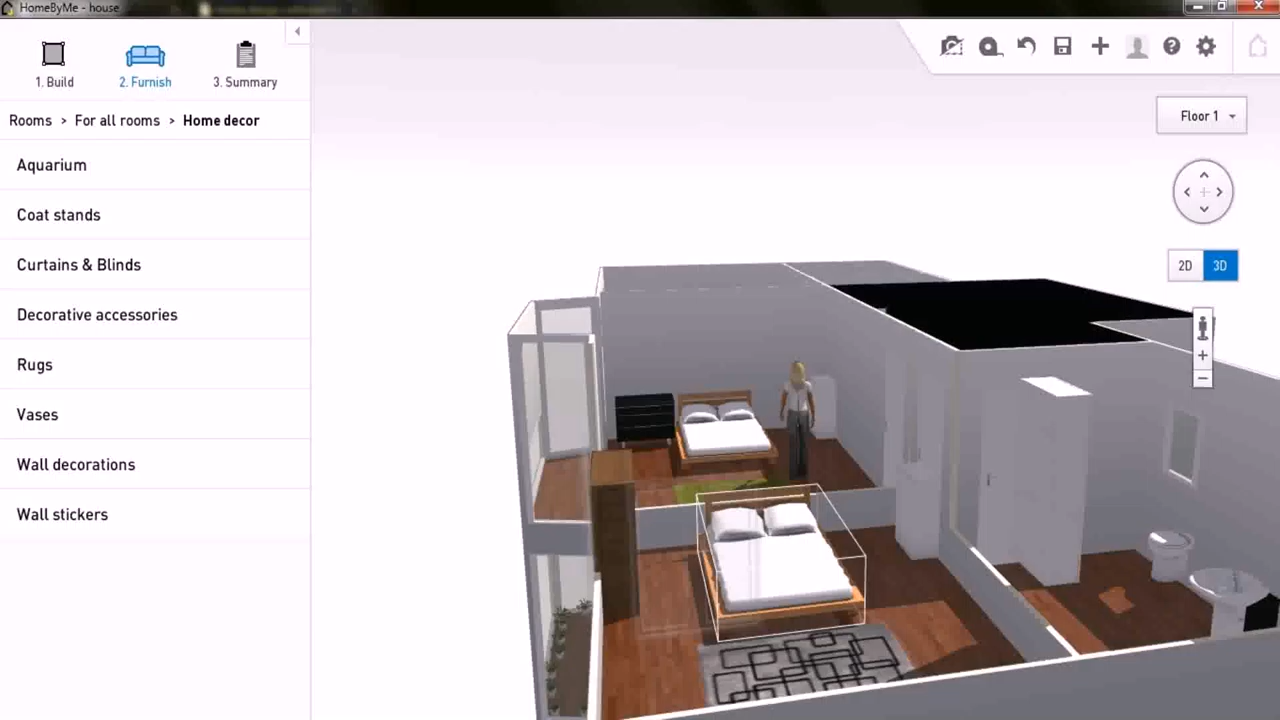 HomeByMe - house
1. Build
2. Furnish
3. Summary
Rooms > For all rooms > Home decor
Aquarium
Coat stands
Curtains & Blinds
Decorative accessories
Rugs
Vases
Wall decorations
Wall stickers
Floor 1
2D
3D